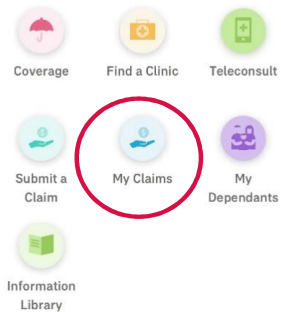 Coverage
Find a Clinic
Teleconsult
Submit a
Claim
My Claims
My
Dependants
Information
Library